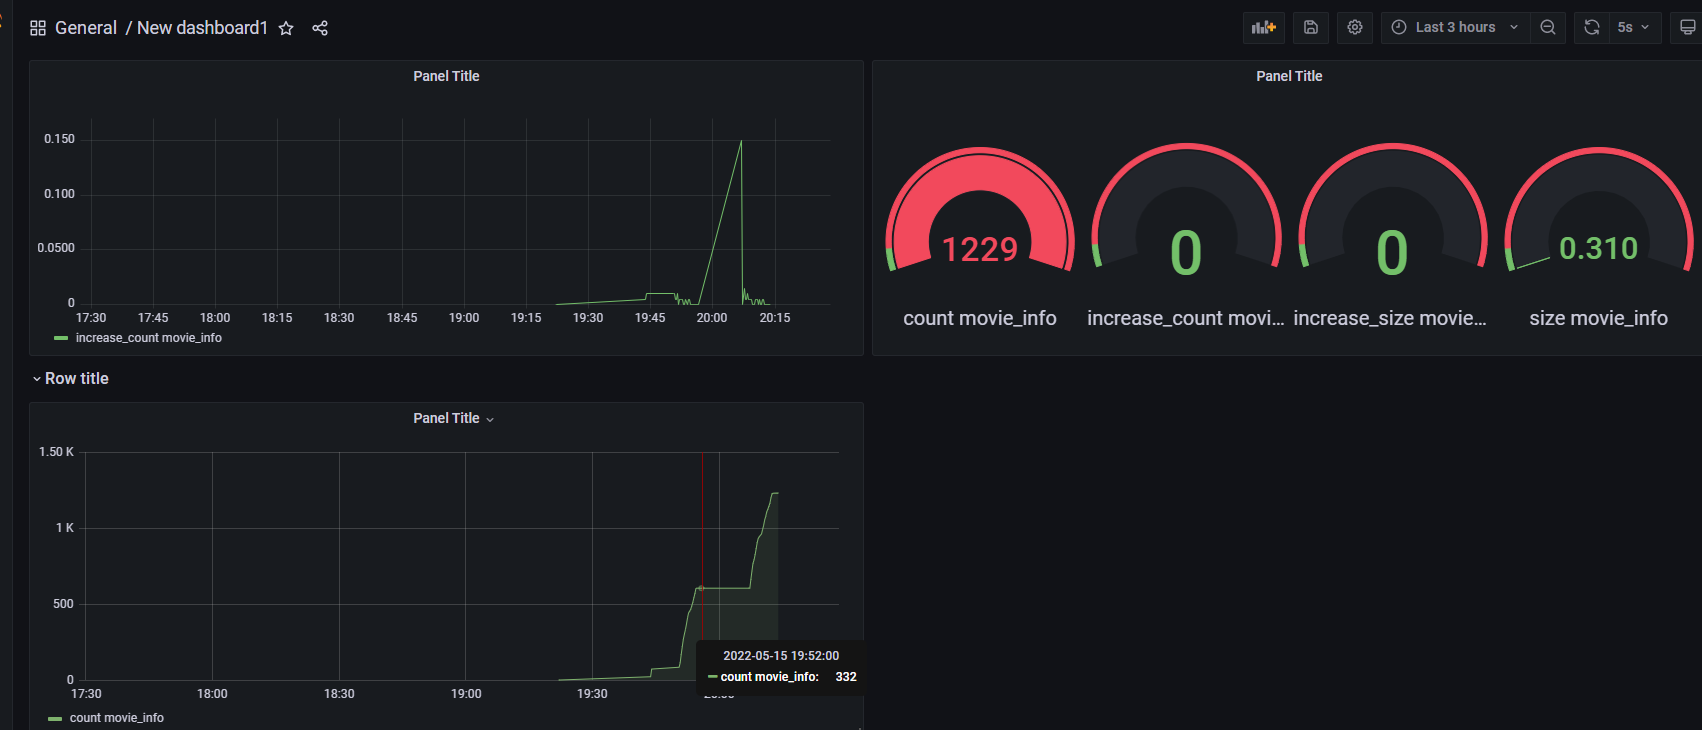 General / New dashboard1
Last 3 hours
5s
Panel Title
0.150
0.100
0.0500
0
17:30 17:45 18:00 18:15 18:30 18:45 19:00 19:15 19:30 19:45 20:00 20:15
increase_count movie_info
Panel Title
1229 0 0 0.310
count movie_info increase_count movi... increase_size movie... size movie_info
Row title
Panel Title
1.50 K
1 K
500
0
17:30 18:00 18:30 19:00 19:30
2022-05-15 19:52:00
count movie_info: 332
count movie_info